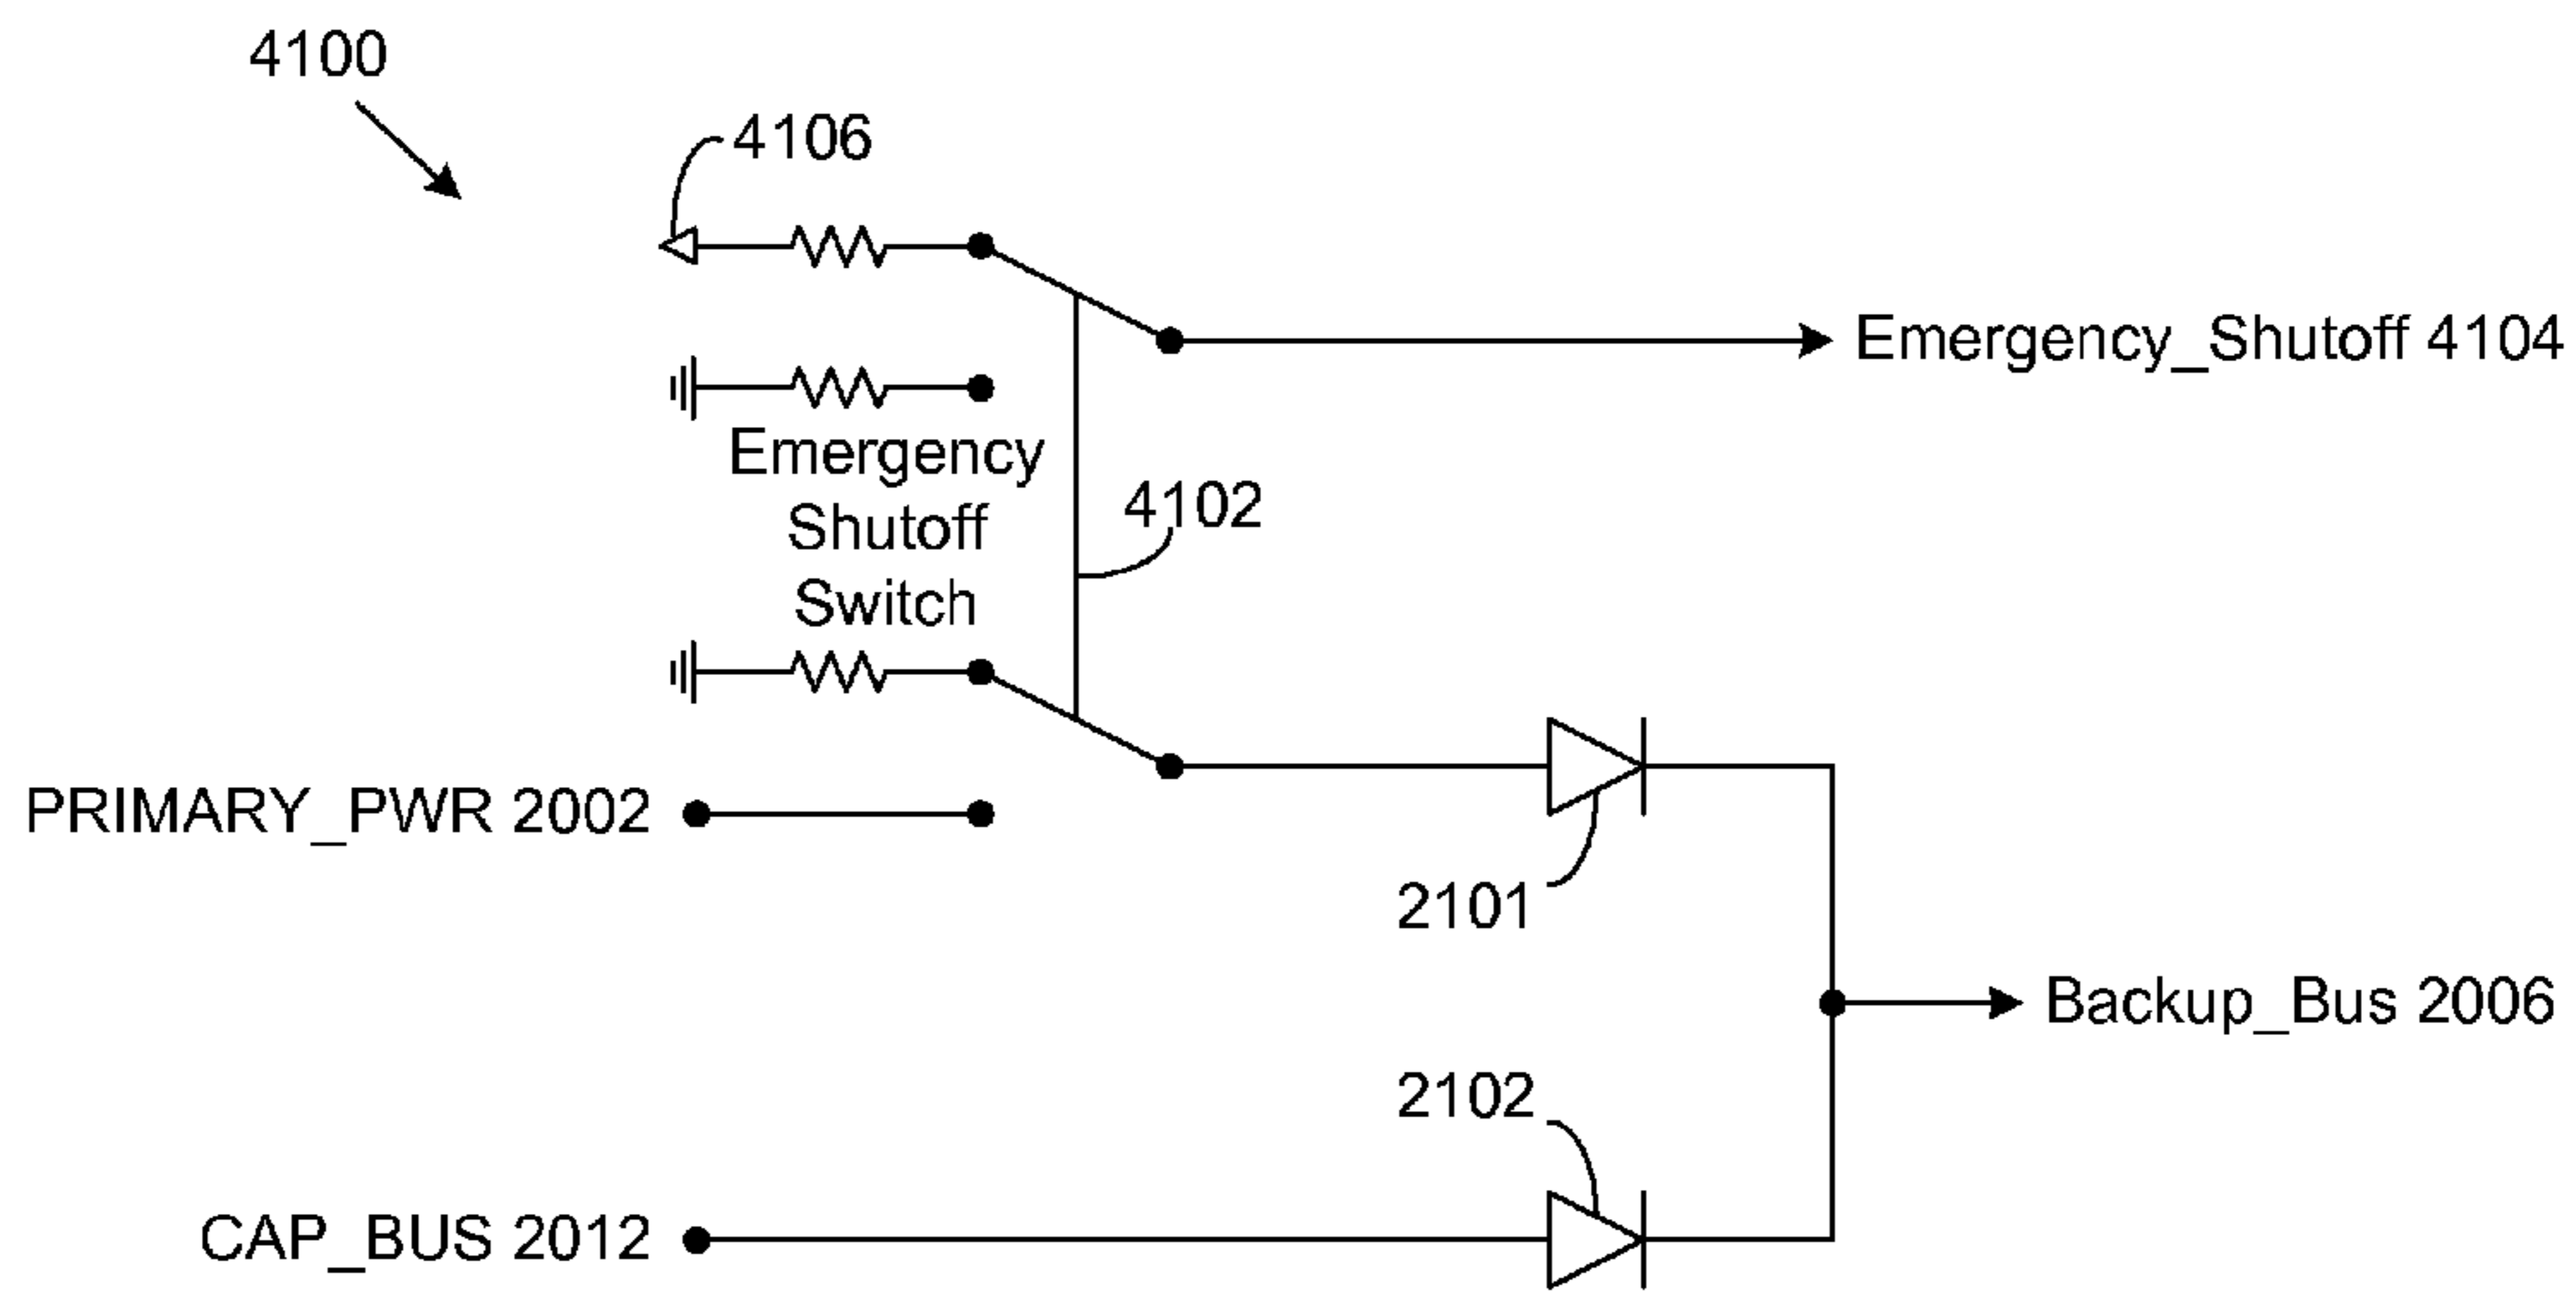 4100
4106
Emergency_Shutoff 4104
Emergency
Shutoff
Switch
4102
PRIMARY_PWR 2002
2101
Backup_Bus 2006
2102
CAP_BUS 2012